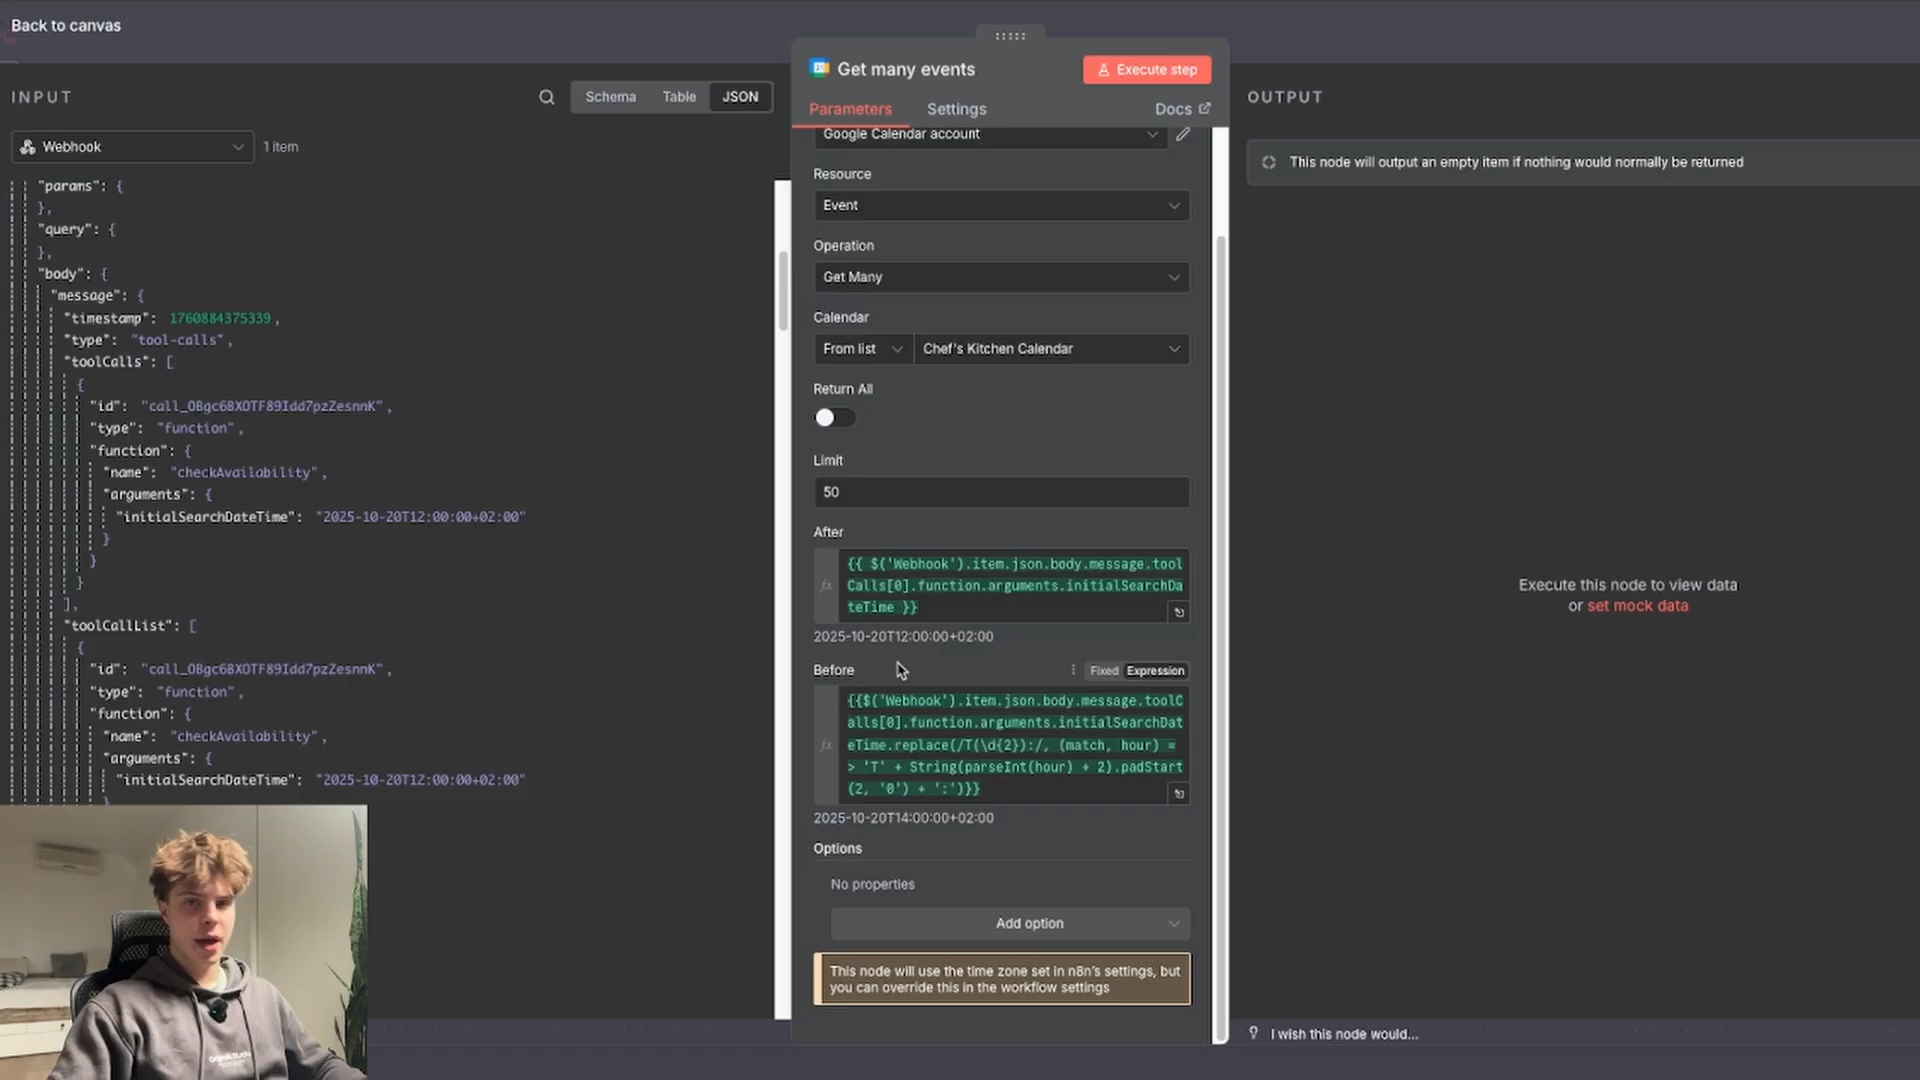 Back to canvas
INPUT
Schema
Table
JSON
Webhook
1 item
"params": {
},
"query": {
},
"body": {
"message": {
"timestamp": 1760884375339,
"type": "tool-calls",
"toolCalls": [
{
"id": "call_OBgc6BXOTF89Idd7pzZesnnK",
"type": "function",
"function": {
"name": "checkAvailability",
"arguments": {
"initialSearchDateTime": "2025-10-20T12:00:00+02:00"
}
}
}
],
"toolCallList": [
{
"id": "call_OBgc6BXOTF89Idd7pzZesnnK",
"type": "function",
"function": {
"name": "checkAvailability",
"arguments": {
"initialSearchDateTime": "2025-10-20T12:00:00+02:00"
}
Get many events
Execute step
Parameters
Settings
Docs
Google Calendar account
Resource
Event
Operation
Get Many
Calendar
From list
Chef's Kitchen Calendar
Return All
Limit
50
After
fx
{{ $('Webhook').item.json.body.message.tool
Calls[0].function.arguments.initialSearchDa
teTime }}
2025-10-20T12:00:00+02:00
Before
Fixed
Expression
fx
{{$('Webhook').item.json.body.message.toolC
alls[0].function.arguments.initialSearchDat
eTime.replace(/T(\d{2}):/, (match, hour) =
> 'T' + String(parseInt(hour) + 2).padStart
(2, '0') + ':')}}
2025-10-20T14:00:00+02:00
Options
No properties
Add option
This node will use the time zone set in n8n's settings, but
you can override this in the workflow settings
OUTPUT
This node will output an empty item if nothing would normally be returned
Execute this node to view data
or set mock data
I wish this node would...